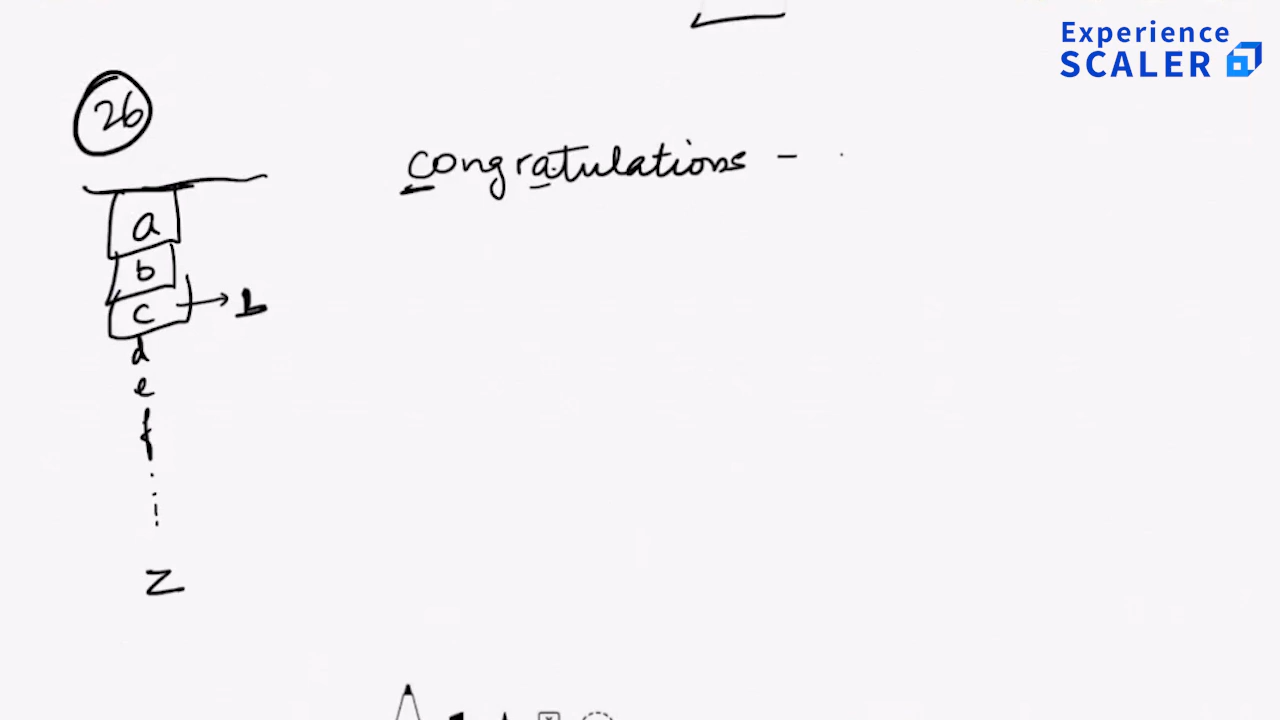 Experience
SCALER
26
congratulations -
a
b
c → 1
d
e
f
z